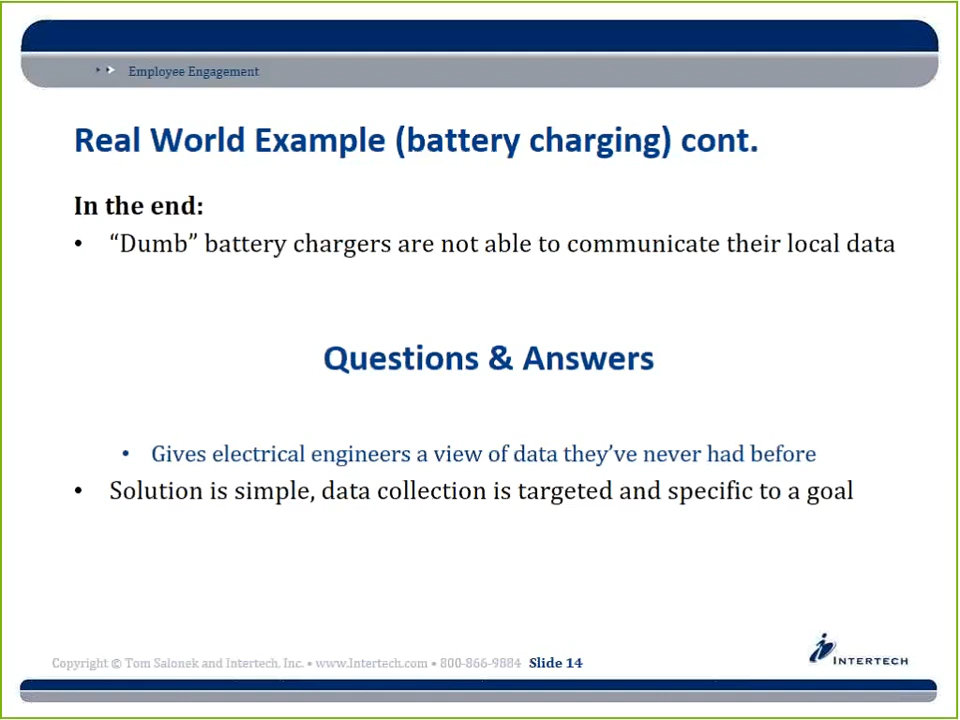 Employee Engagement
Real World Example (battery charging) cont.
In the end:
• “Dumb” battery chargers are not able to communicate their local data
Questions & Answers
• Gives electrical engineers a view of data they’ve never had before
• Solution is simple, data collection is targeted and specific to a goal
Copyright © Tom Salonek and Intertech, Inc. • www.Intertech.com • 800-866-9884 Slide 14
INTERTECH